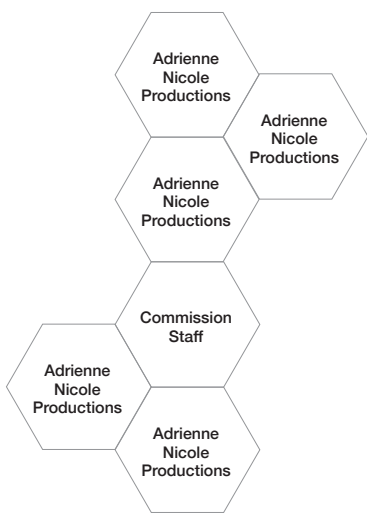 Adrienne
Nicole
Productions
Adrienne
Nicole
Productions
Adrienne
Nicole
Productions
Commission
Staff
Adrienne
Nicole
Productions
Adrienne
Nicole
Productions